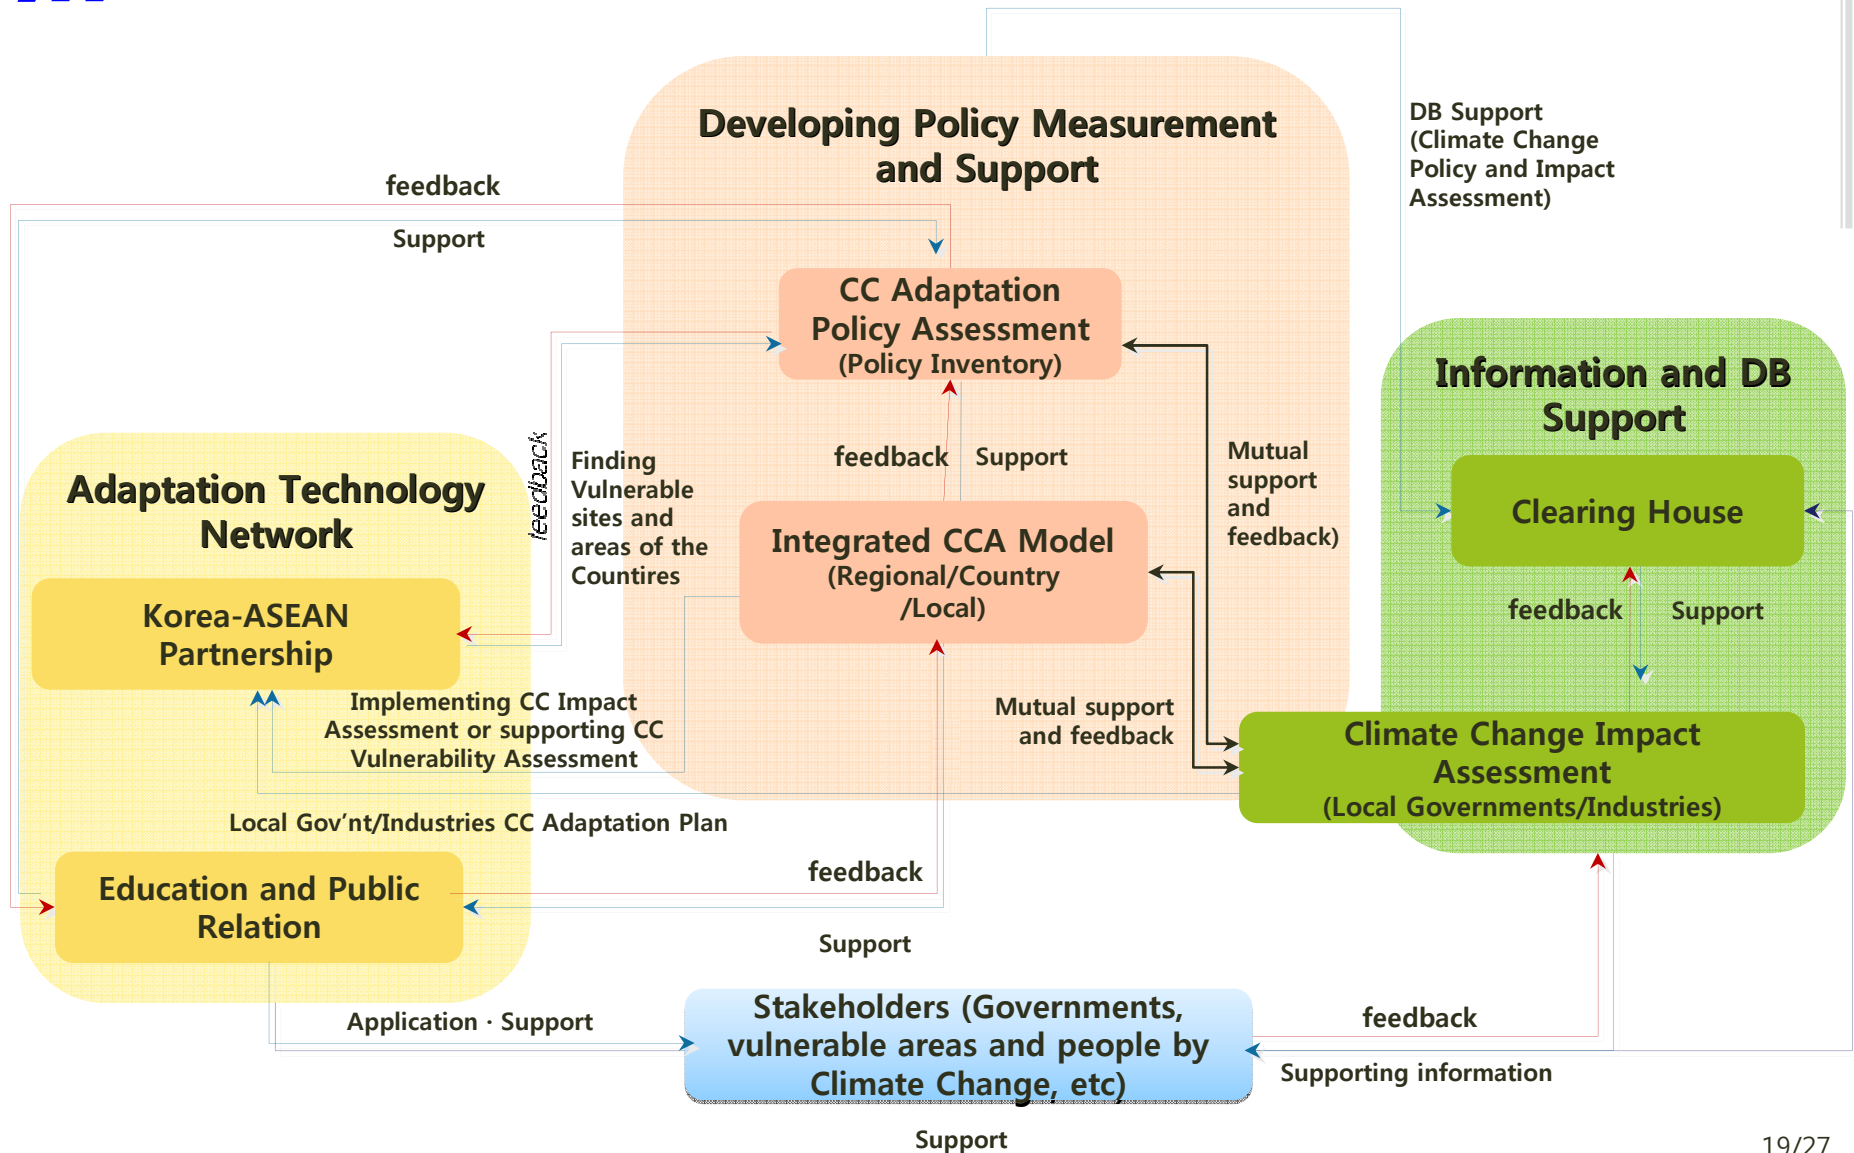 Developing Policy Measurement
and Support
DB Support
(Climate Change
Policy and Impact
Assessment)
feedback
Support
CC Adaptation
Policy Assessment
(Policy Inventory)
Information and DB
Support
feedback
Finding
Vulnerable
sites and
areas of the
Countires
feedback
Support
Mutual
support
and
feedback)
Adaptation Technology
Network
Clearing House
Integrated CCA Model
(Regional/Country
/Local)
Korea-ASEAN
Partnership
feedback
Support
Implementing CC Impact
Assessment or supporting CC
Vulnerability Assessment
Mutual support
and feedback
Climate Change Impact
Assessment
(Local Governments/Industries)
Local Gov’nt/Industries CC Adaptation Plan
Education and Public
Relation
feedback
Support
Application · Support
Stakeholders (Governments,
vulnerable areas and people by
Climate Change, etc)
feedback
Supporting information
Support
19/27